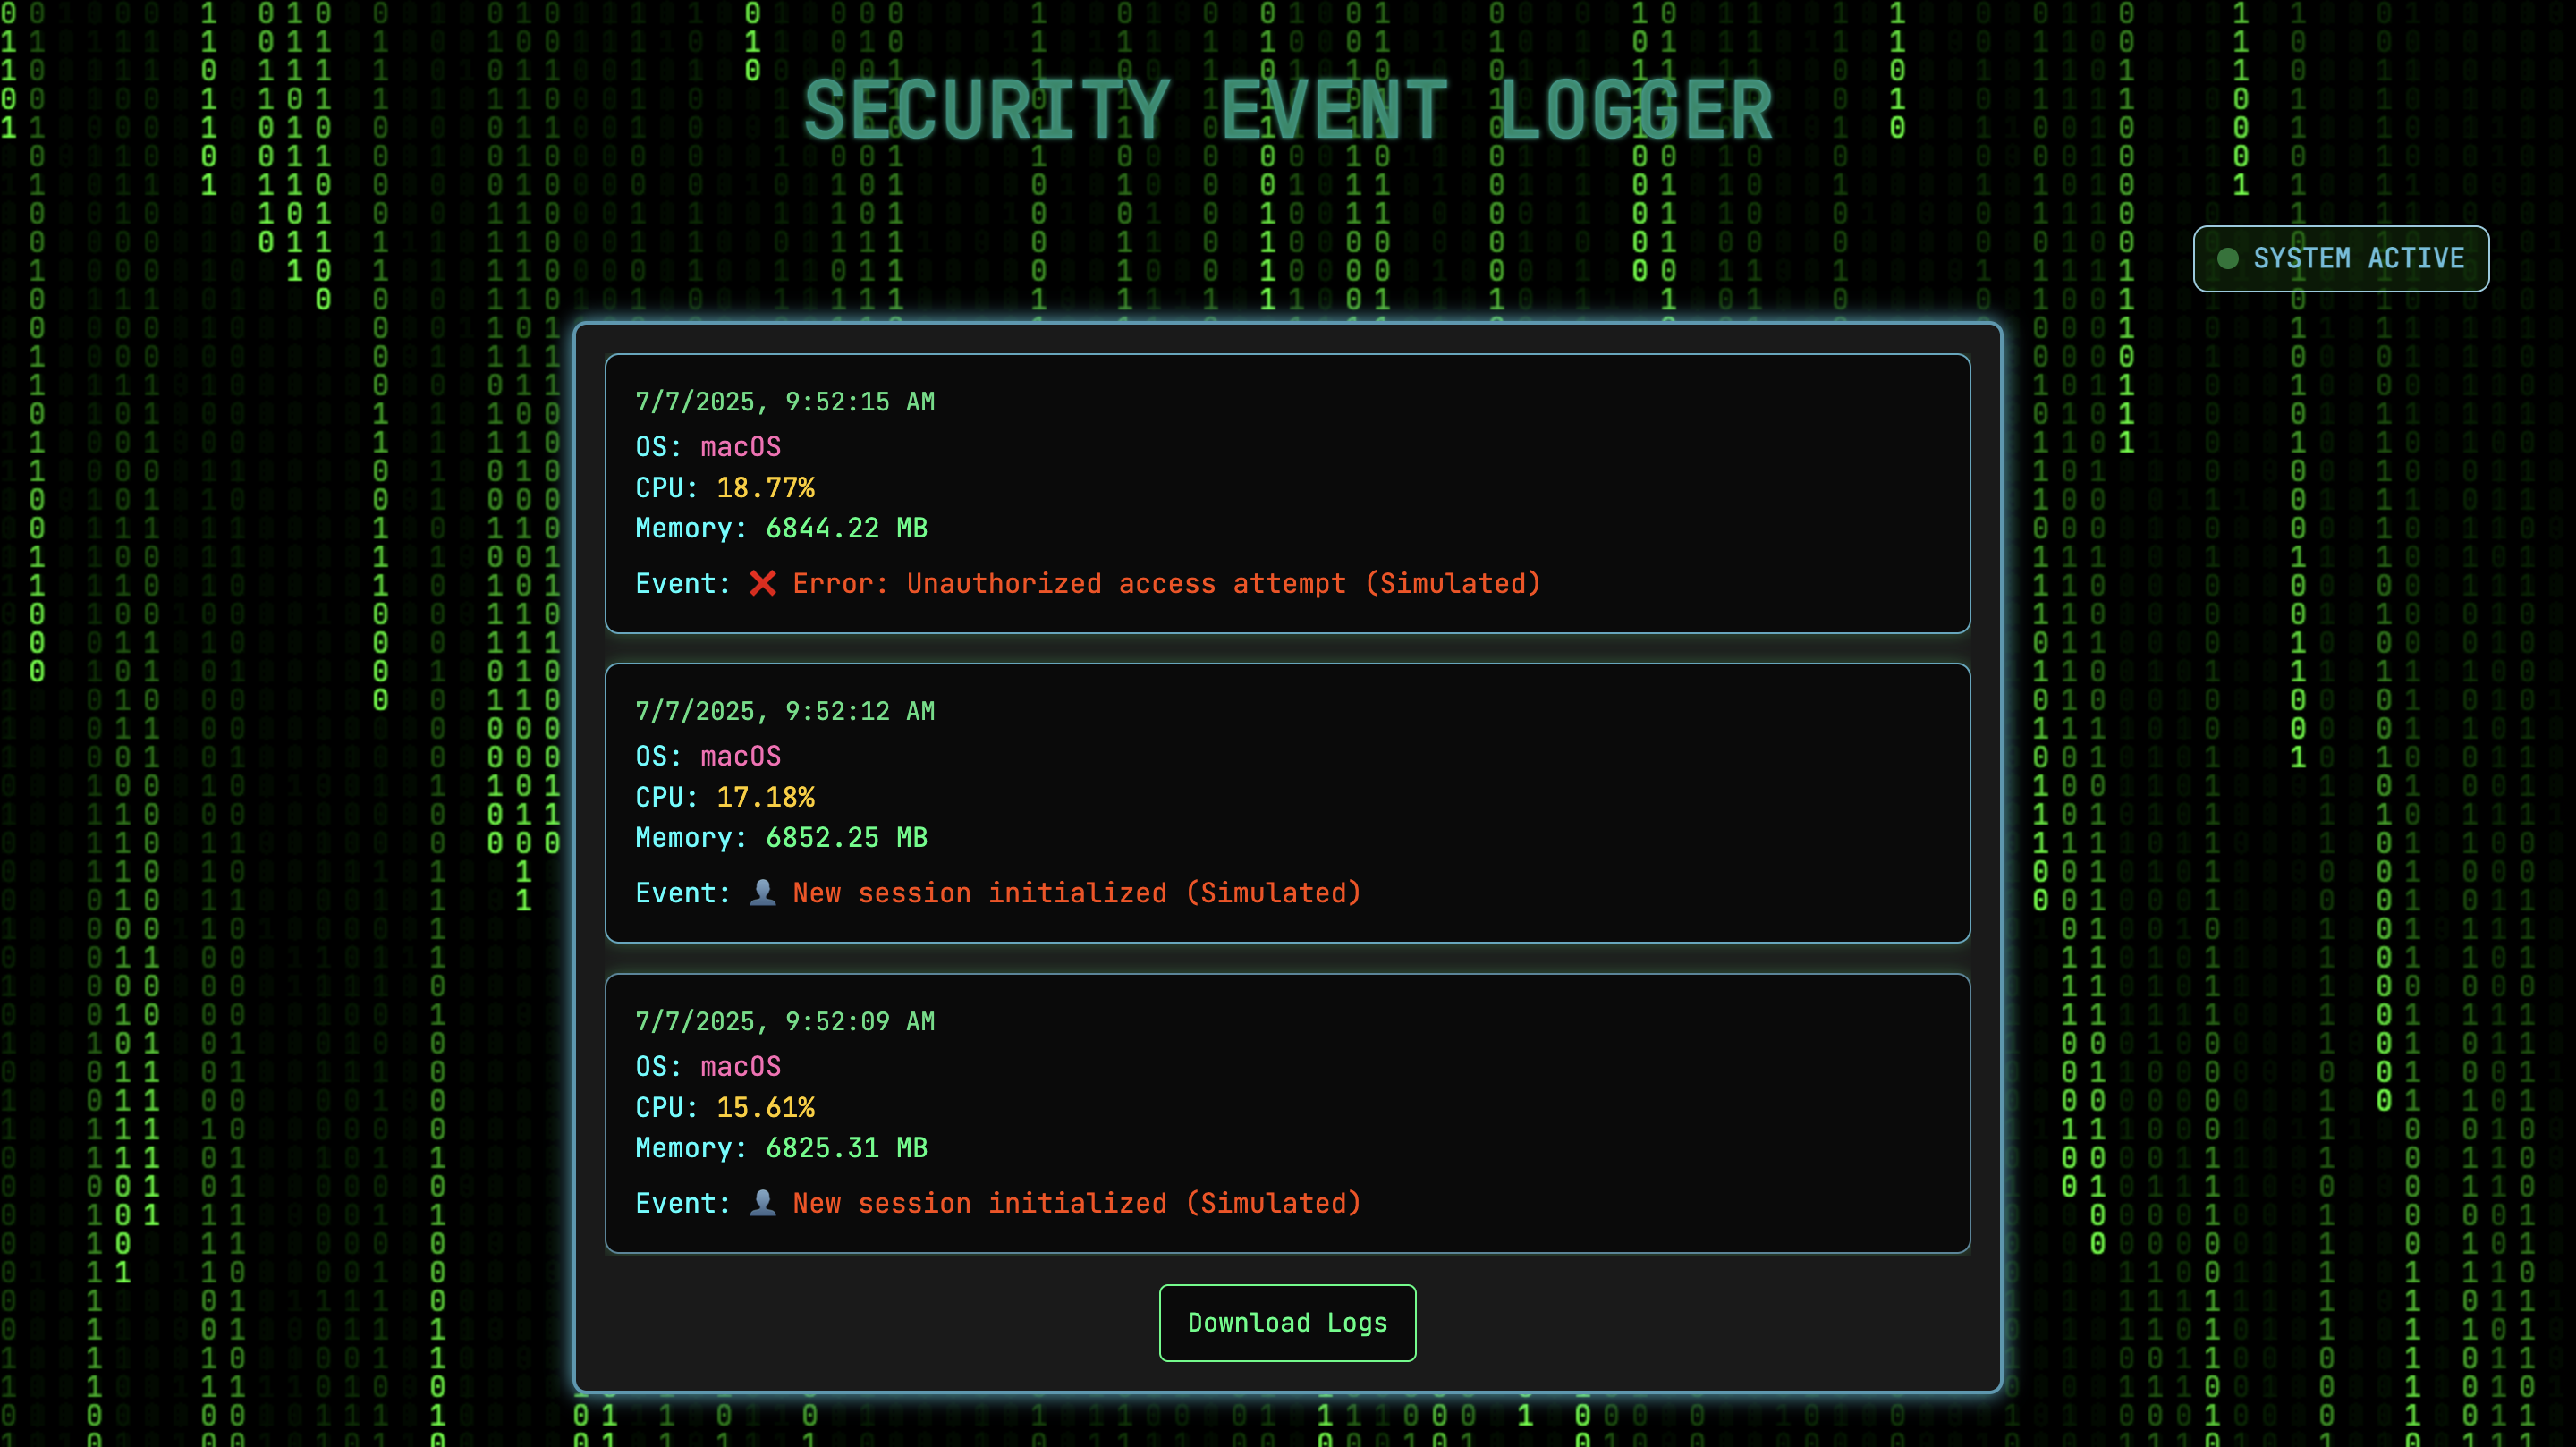 SECURITY EVENT LOGGER
SYSTEM ACTIVE
7/7/2025, 9:52:15 AM
OS: macOS
CPU: 18.77%
Memory: 6844.22 MB
Event: ❌ Error: Unauthorized access attempt (Simulated)
7/7/2025, 9:52:12 AM
OS: macOS
CPU: 17.18%
Memory: 6852.25 MB
Event: 👤 New session initialized (Simulated)
7/7/2025, 9:52:09 AM
OS: macOS
CPU: 15.61%
Memory: 6825.31 MB
Event: 👤 New session initialized (Simulated)
Download Logs